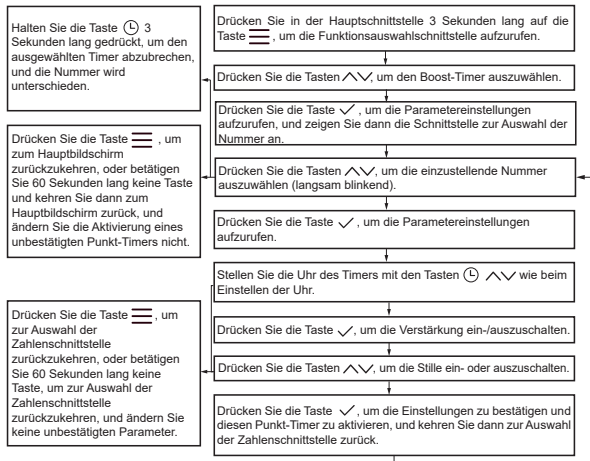 Halten Sie die Taste 3
Sekunden lang gedrückt, um den
ausgewählten Timer abzubrechen,
und die Nummer wird
unterschieden.
Drücken Sie die Taste , um
zum Hauptbildschirm
zurückzukehren, oder betätigen
Sie 60 Sekunden lang keine Taste
und kehren Sie dann zum
Hauptbildschirm zurück, und
ändern Sie die Aktivierung eines
unbestätigten Punkt-Timers nicht.
Drücken Sie die Taste , um
zur Auswahl der
Zahlenschnittstelle
zurückzukehren, oder betätigen
Sie 60 Sekunden lang keine
Taste, um zur Auswahl der
Zahlenschnittstelle
zurückzukehren, und ändern Sie
keine unbestätigten Parameter.
Drücken Sie in der Hauptschnittstelle 3 Sekunden lang auf die
Taste , um die Funktionsauswahlschnittstelle aufzurufen.
Drücken Sie die Tasten , um den Boost-Timer auszuwählen.
Drücken Sie die Taste , um die Parametereinstellungen
aufzurufen, und zeigen Sie dann die Schnittstelle zur Auswahl der
Nummer an.
Drücken Sie die Tasten , um die einzustellende Nummer
auszuwählen (langsam blinkend).
Drücken Sie die Taste , um die Parametereinstellungen
aufzurufen.
Stellen Sie die Uhr des Timers mit den Tasten wie beim
Einstellen der Uhr.
Drücken Sie die Taste , um die Verstärkung ein-/auszuschalten.
Drücken Sie die Tasten , um die Stille ein- oder auszuschalten.
Drücken Sie die Taste , um die Einstellungen zu bestätigen und
diesen Punkt-Timer zu aktivieren, und kehren Sie dann zur Auswahl
der Zahlenschnittstelle zurück.